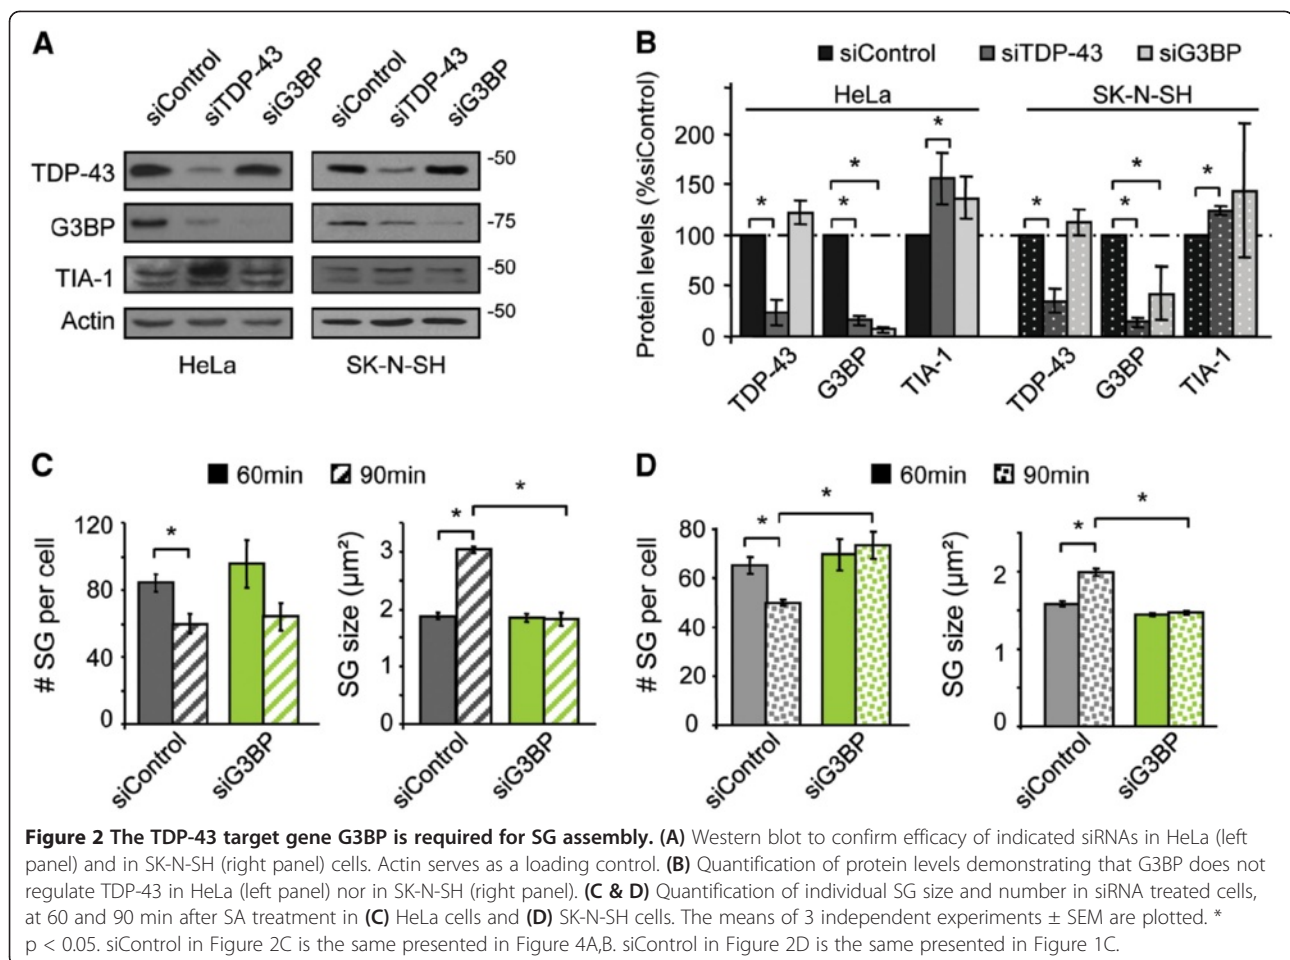 A
siControl
siTDP-43
siG3BP
siControl
siTDP-43
siG3BP
TDP-43
-50
G3BP
-75
TIA-1
-50
Actin
-50
HeLa
SK-N-SH
B
siControl
siTDP-43
siG3BP
Protein levels (%siControl)
HeLa
SK-N-SH
200
150
100
50
0
*
*
*
*
*
*
*
*
TDP-43
G3BP
TIA-1
TDP-43
G3BP
TIA-1
C
60min
90min
# SG per cell
120
80
40
0
*
siControl
siG3BP
SG size (µm²)
3
2
1
0
*
*
siControl
siG3BP
D
60min
90min
# SG per cell
80
60
40
20
0
*
*
siControl
siG3BP
SG size (µm²)
2
1
0
*
*
siControl
siG3BP
Figure 2 The TDP-43 target gene G3BP is required for SG assembly. (A) Western blot to confirm efficacy of indicated siRNAs in HeLa (left
panel) and in SK-N-SH (right panel) cells. Actin serves as a loading control. (B) Quantification of protein levels demonstrating that G3BP does not
regulate TDP-43 in HeLa (left panel) nor in SK-N-SH (right panel). (C & D) Quantification of individual SG size and number in siRNA treated cells,
at 60 and 90 min after SA treatment in (C) HeLa cells and (D) SK-N-SH cells. The means of 3 independent experiments ± SEM are plotted. *
p < 0.05. siControl in Figure 2C is the same presented in Figure 4A,B. siControl in Figure 2D is the same presented in Figure 1C.